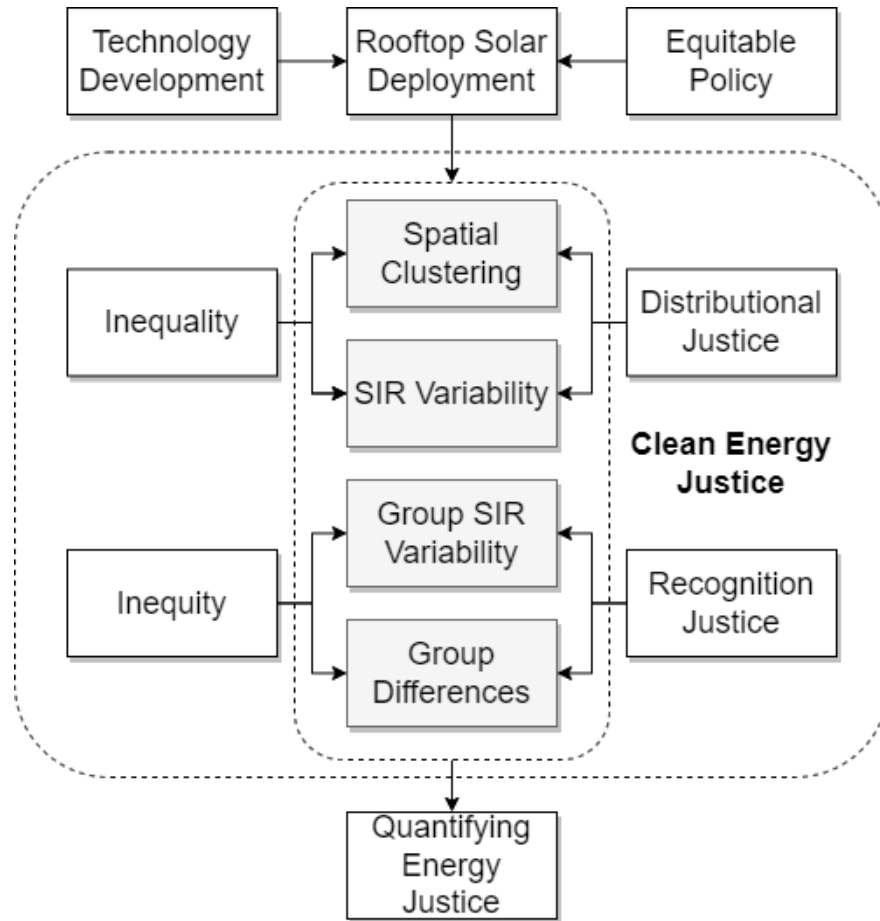 Technology
Development
Rooftop Solar
Deployment
Equitable
Policy
Spatial
Clustering
Inequality
Distributional
Justice
SIR Variability
Clean Energy
Justice
Group SIR
Variability
Inequity
Recognition
Justice
Group
Differences
Quantifying
Energy
Justice